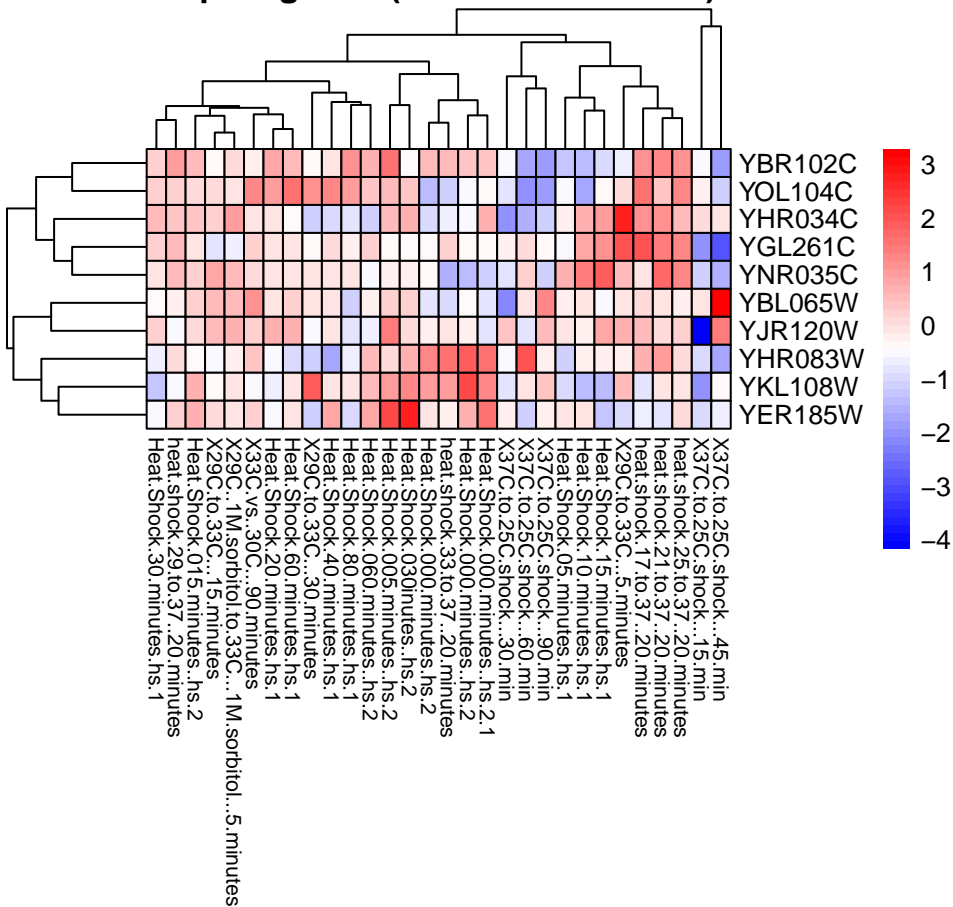 YBR102C
YOL104C
YHR034C
YGL261C
YNR035C
YBL065W
YJR120W
YHR083W
YKL108W
YER185W
3
2
1
0
−1
−2
−3
−4
Heat.Shock.30.minutes.hs.1
heat.shock.29.to.37..20.minutes
Heat.Shock.015.minutes..hs.2
X29C.to.33C...15.minutes
X29C..1M.sorbitol.to.33C...1M.sorbitol...5.minutes
X33C.vs..30C...90.minutes
Heat.Shock.20.minutes.hs.1
Heat.Shock.60.minutes.hs.1
X29C.to.33C...30.minutes
Heat.Shock.40.minutes.hs.1
Heat.Shock.80.minutes.hs.1
Heat.Shock.060.minutes..hs.2
Heat.Shock.005.minutes..hs.2
Heat.Shock.030inutes..hs.2
Heat.Shock.000.minutes.hs.2
heat.shock.33.to.37..20.minutes
Heat.Shock.000.minutes..hs.2
Heat.Shock.000.minutes..hs.2.1
X37C.to.25C.shock...30.min
X37C.to.25C.shock...60.min
X37C.to.25C.shock...90.min
Heat.Shock.05.minutes.hs.1
Heat.Shock.10.minutes.hs.1
Heat.Shock.15.minutes.hs.1
X29C.to.33C...5.minutes
heat.shock.17.to.37..20.minutes
heat.shock.21.to.37..20.minutes
heat.shock.25.to.37..20.minutes
X37C.to.25C.shock...15.min
X37C.to.25C.shock...45.min